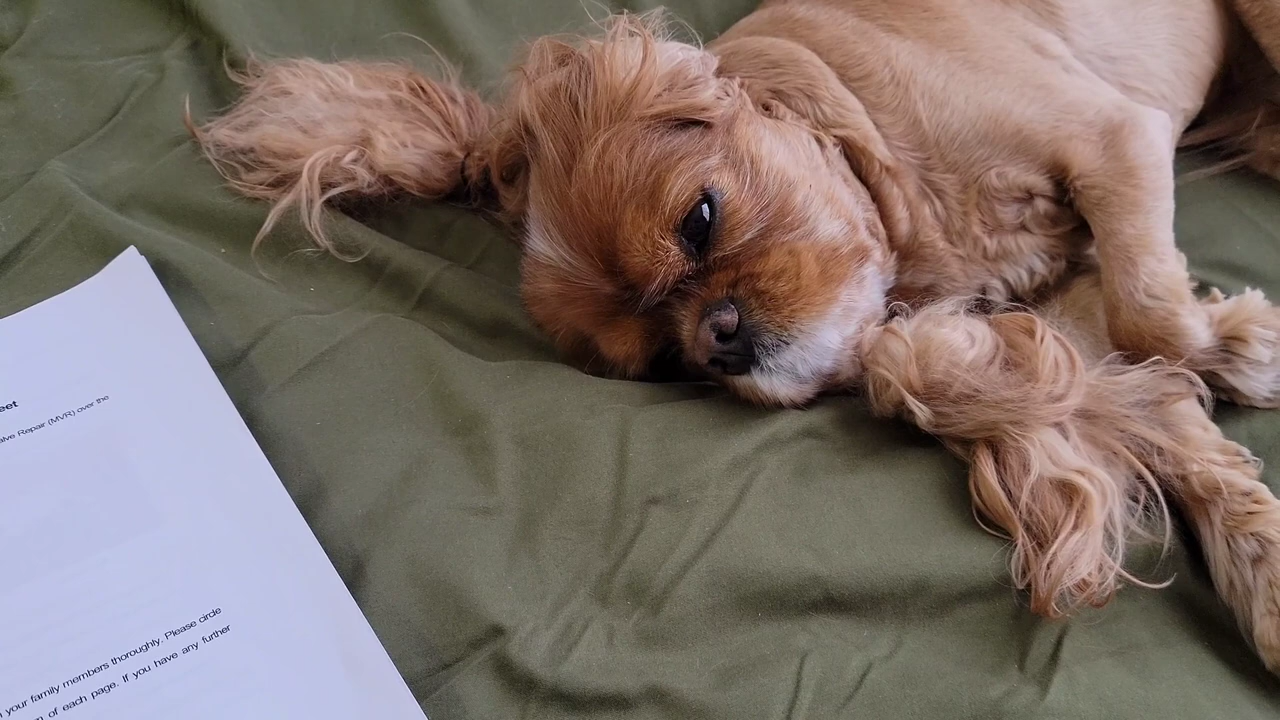 eet
alve Repair (MVR) over the
your family members thoroughly. Please circle
of each page. If you have any further